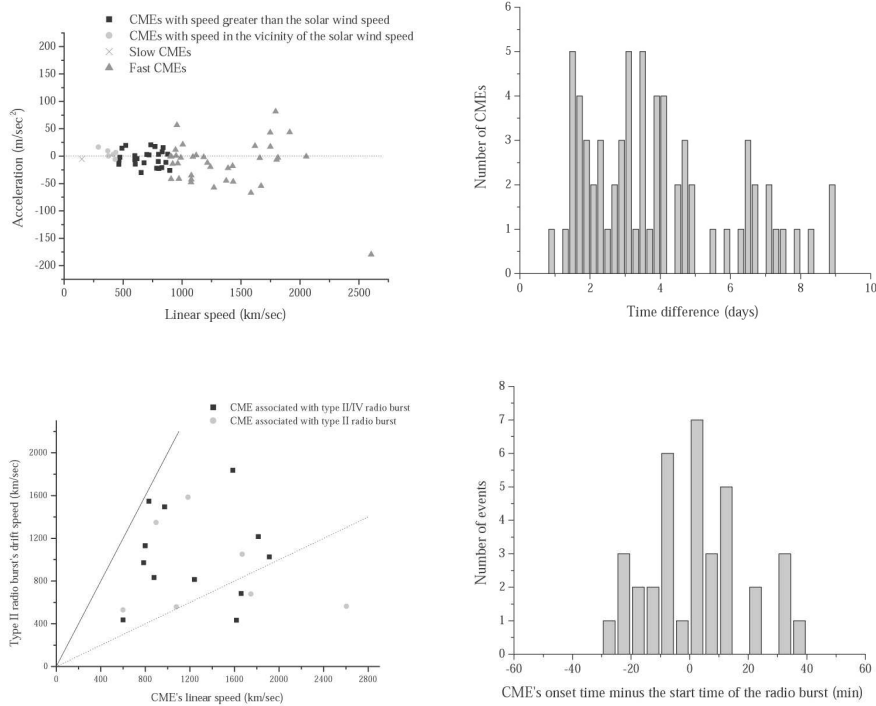 CMEs with speed greater than the solar wind speed
CMEs with speed in the vicinity of the solar wind speed
Slow CMEs
Fast CMEs
225
200
150
100
50
0
-50
-100
-150
-200
-225
Acceleration (m/sec²)
0 500 1000 1500 2000 2500
Linear speed (km/sec)
6
5
4
3
2
1
0
Number of CMEs
0 2 4 6 8 10
Time difference (days)
CME associated with type II/IV radio burst
CME associated with type II radio burst
2000
1600
1200
800
400
0
Type II radio burst's drift speed (km/sec)
0 400 800 1200 1600 2000 2400 2800
CME's linear speed (km/sec)
8
7
6
5
4
3
2
1
0
Number of events
-60 -40 -20 0 20 40 60
CME's onset time minus the start time of the radio burst (min)